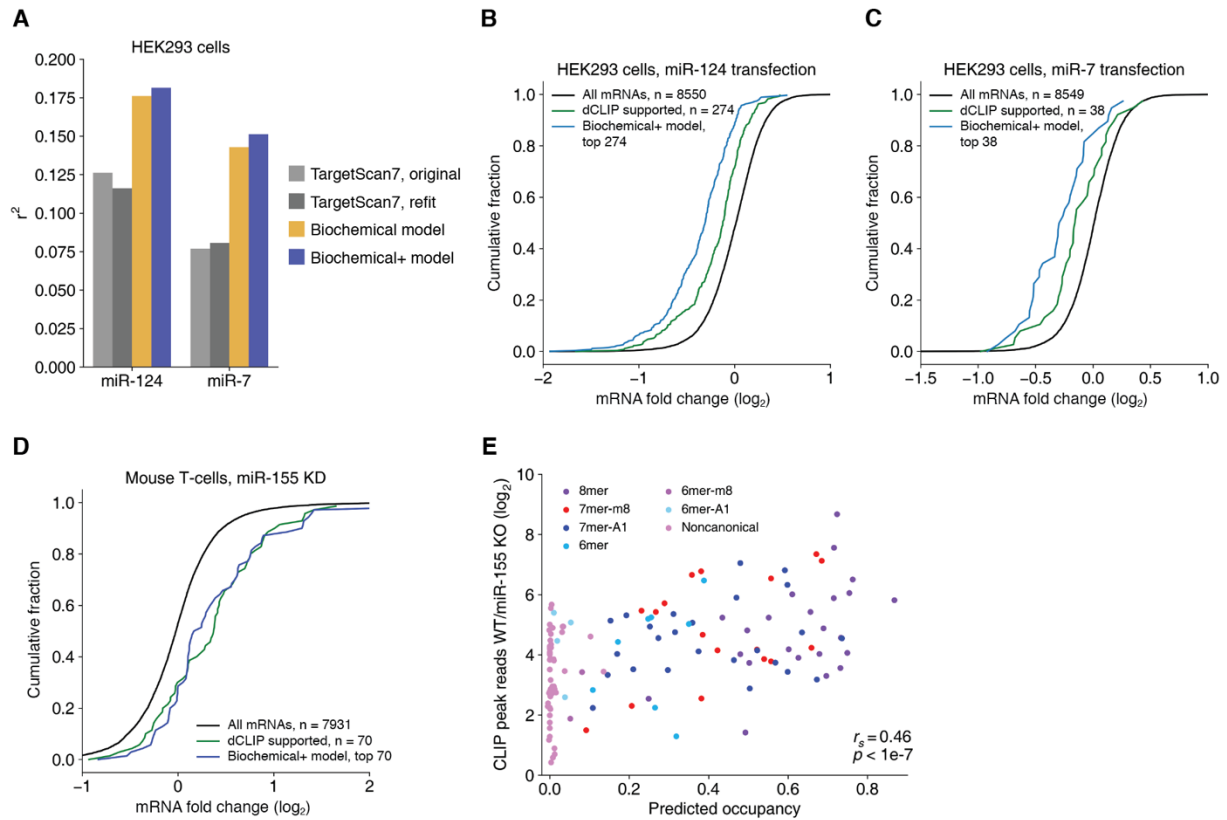 A
HEK293 cells
0.200
0.175
0.150
0.125
0.100
0.075
0.050
0.025
0.000
r²
miR-124
miR-7
TargetScan7, original
TargetScan7, refit
Biochemical model
Biochemical+ model
B
HEK293 cells, miR-124 transfection
All mRNAs, n = 8550
dCLIP supported, n = 274
Biochemical+ model,
top 274
Cumulative fraction
1.0
0.8
0.6
0.4
0.2
0.0
-2
-1
0
1
mRNA fold change (log₂)
C
HEK293 cells, miR-7 transfection
All mRNAs, n = 8549
dCLIP supported, n = 38
Biochemical+ model,
top 38
Cumulative fraction
1.0
0.8
0.6
0.4
0.2
0.0
-1.5
-1.0
-0.5
0.0
0.5
1.0
mRNA fold change (log₂)
D
Mouse T-cells, miR-155 KD
Cumulative fraction
1.0
0.8
0.6
0.4
0.2
0.0
All mRNAs, n = 7931
dCLIP supported, n = 70
Biochemical+ model, top 70
-1
0
1
2
mRNA fold change (log₂)
E
CLIP peak reads WT/miR-155 KO (log₂)
10
8
6
4
2
0
8mer
7mer-m8
7mer-A1
6mer
6mer-m8
6mer-A1
Noncanonical
rₛ = 0.46
p < 1e-7
0.0
0.2
0.4
0.6
0.8
Predicted occupancy